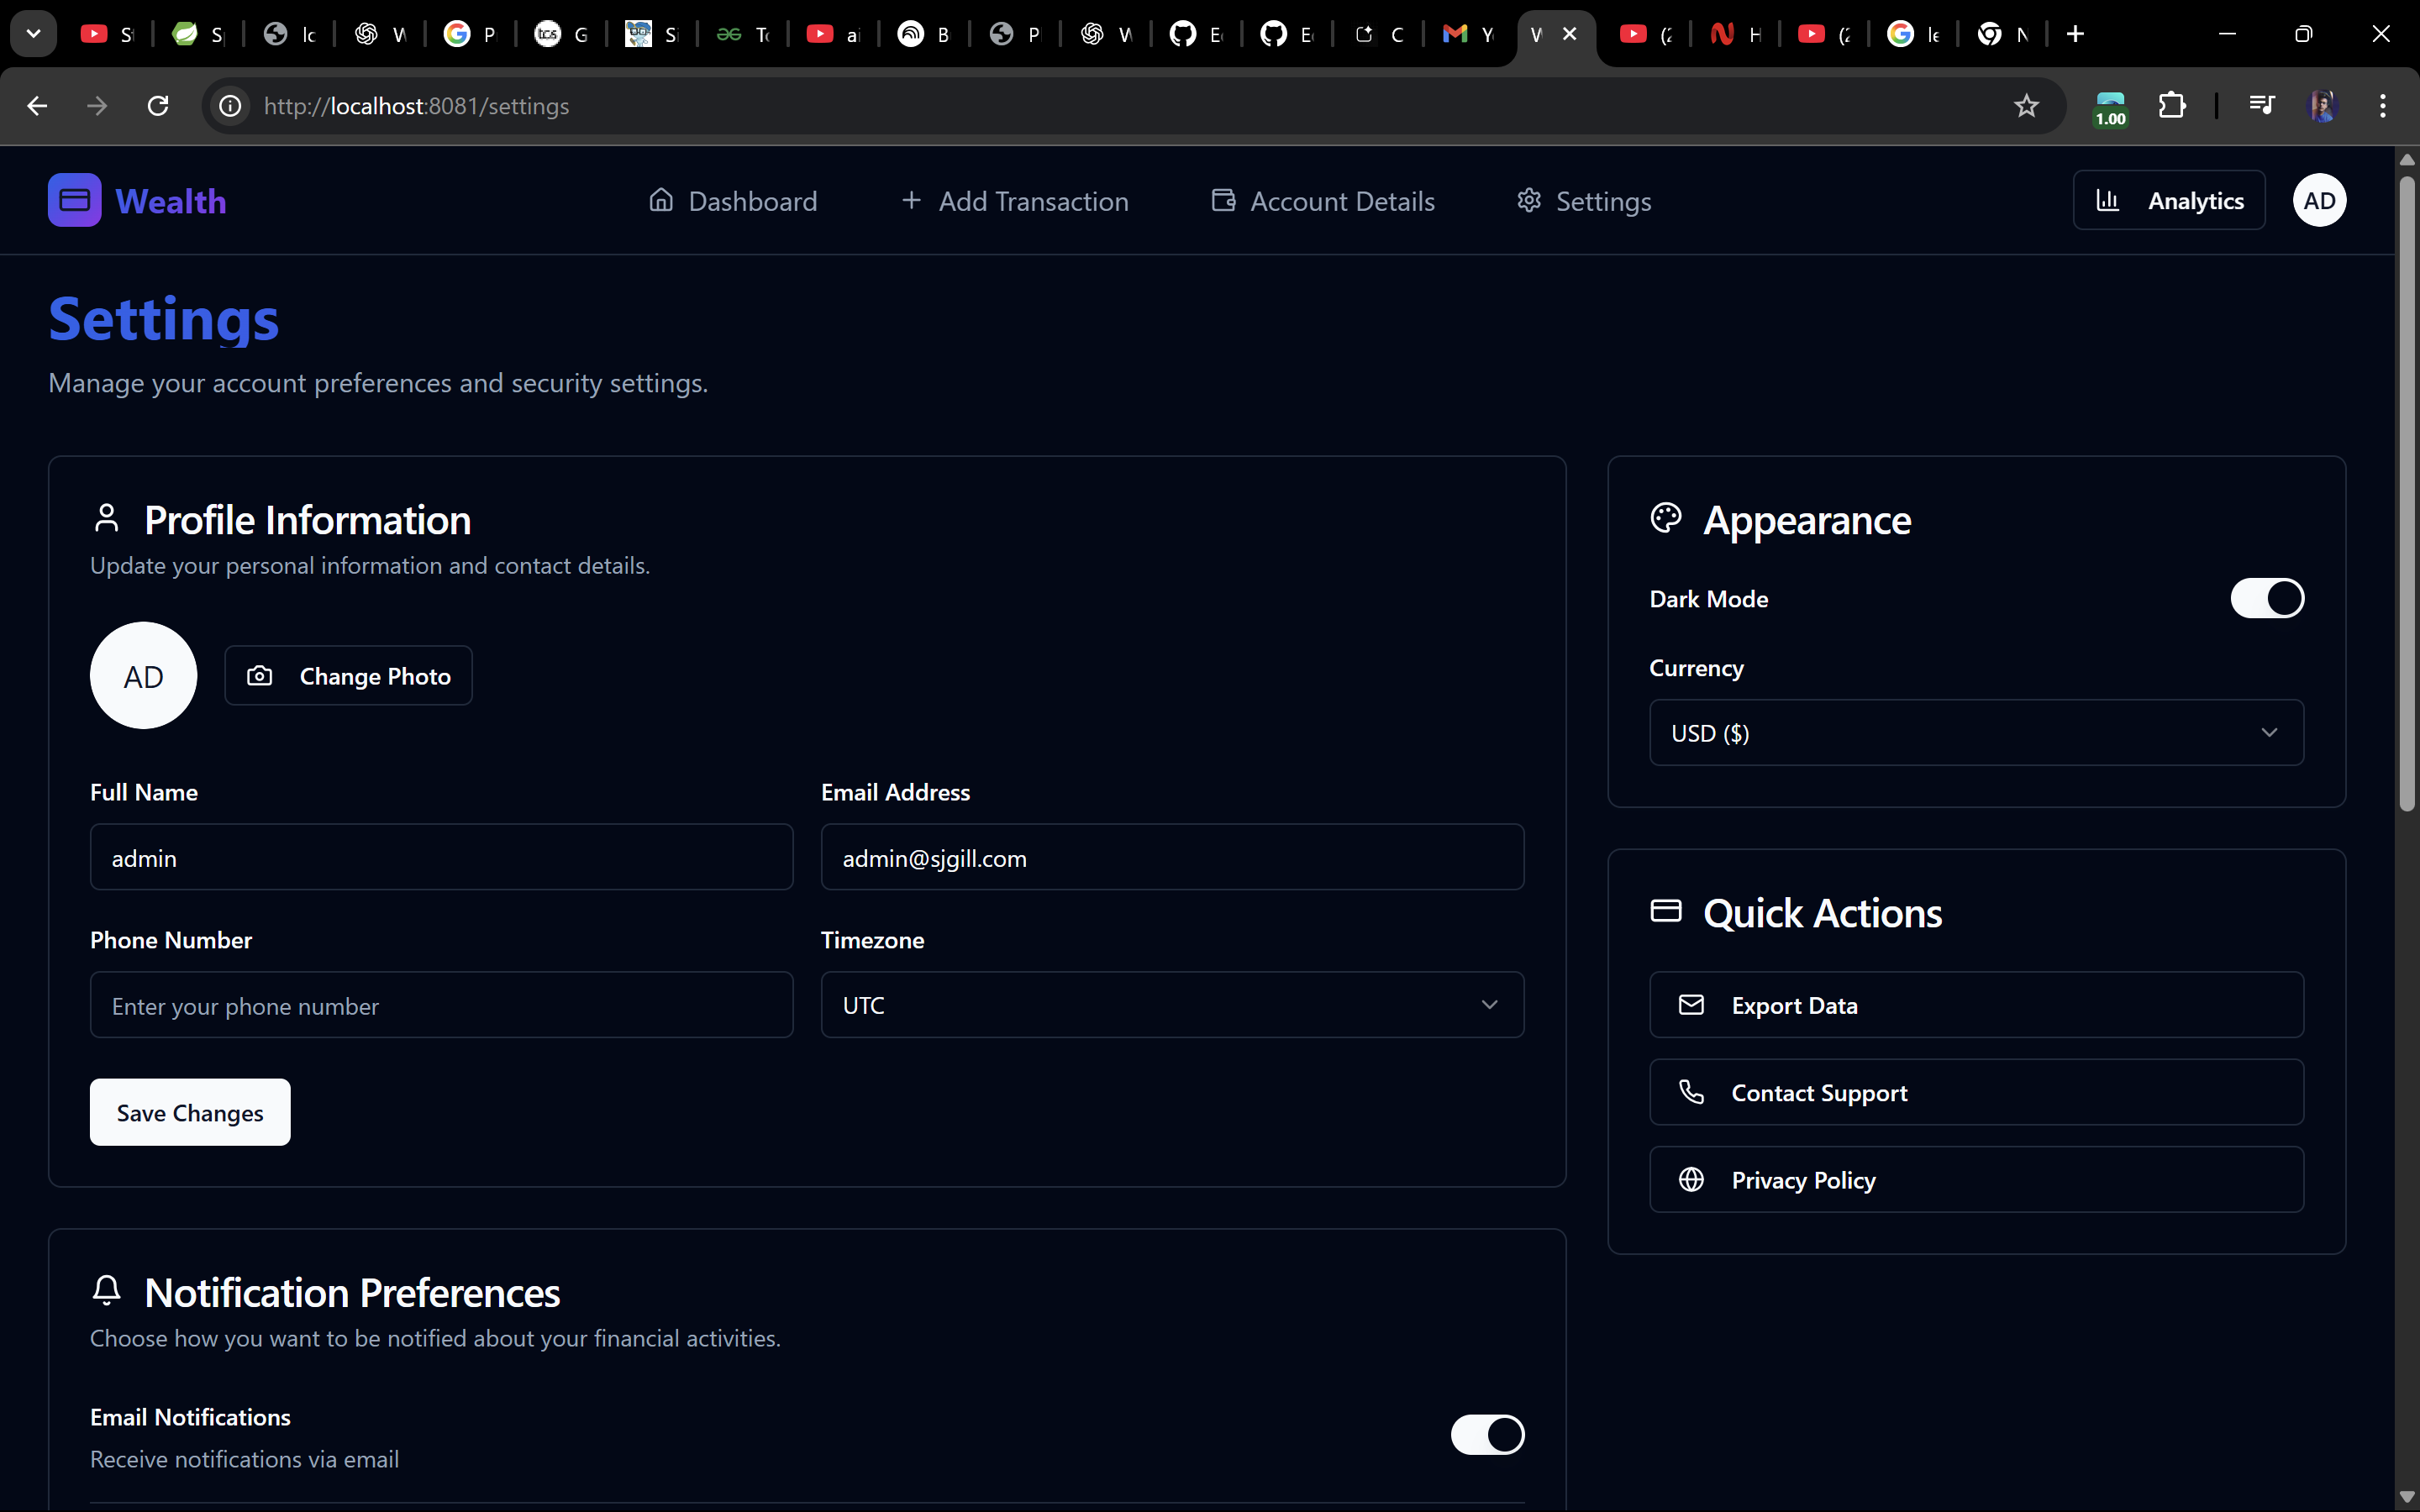 S
S
Ic
P
G
S
B
P
C
1.00
http://localhost:8081/settings
Wealth
Dashboard
Add Transaction
Account Details
Settings
Analytics
AD
Settings
Manage your account preferences and security settings.
Profile Information
Update your personal information and contact details.
AD
Change Photo
Full Name
Email Address
admin
admin@sjgill.com
Phone Number
Timezone
Enter your phone number
UTC
Save Changes
Appearance
Dark Mode
Currency
USD ($)
Quick Actions
Export Data
Contact Support
Privacy Policy
Notification Preferences
Choose how you want to be notified about your financial activities.
Email Notifications
Receive notifications via email